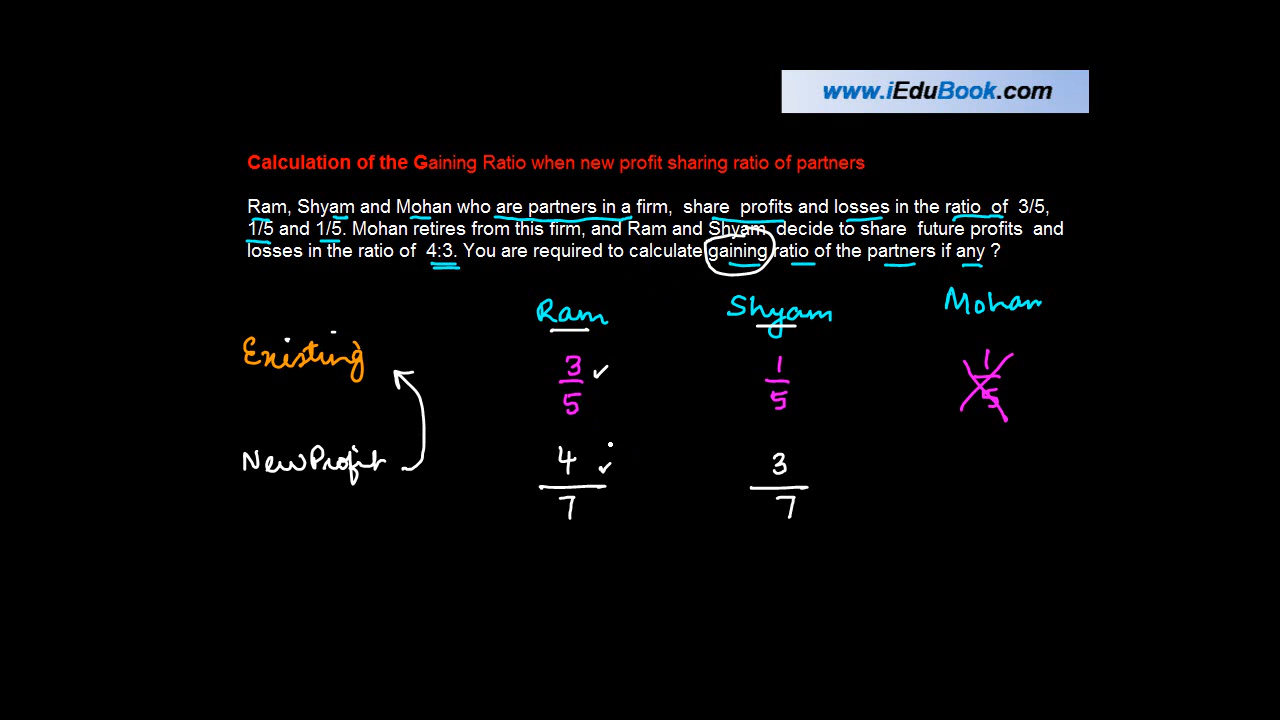 www.iEduBook.com
Calculation of the Gaining Ratio when new profit sharing ratio of partners
Ram, Shyam and Mohan who are partners in a firm, share profits and losses in the ratio of 3/5,
1/5 and 1/5. Mohan retires from this firm, and Ram and Shyam, decide to share future profits and
losses in the ratio of 4:3. You are required to calculate gaining ratio of the partners if any ?
Ram Shyam Mohan
Existing 3/5 1/5 1/5
New Profit 4/7 3/7